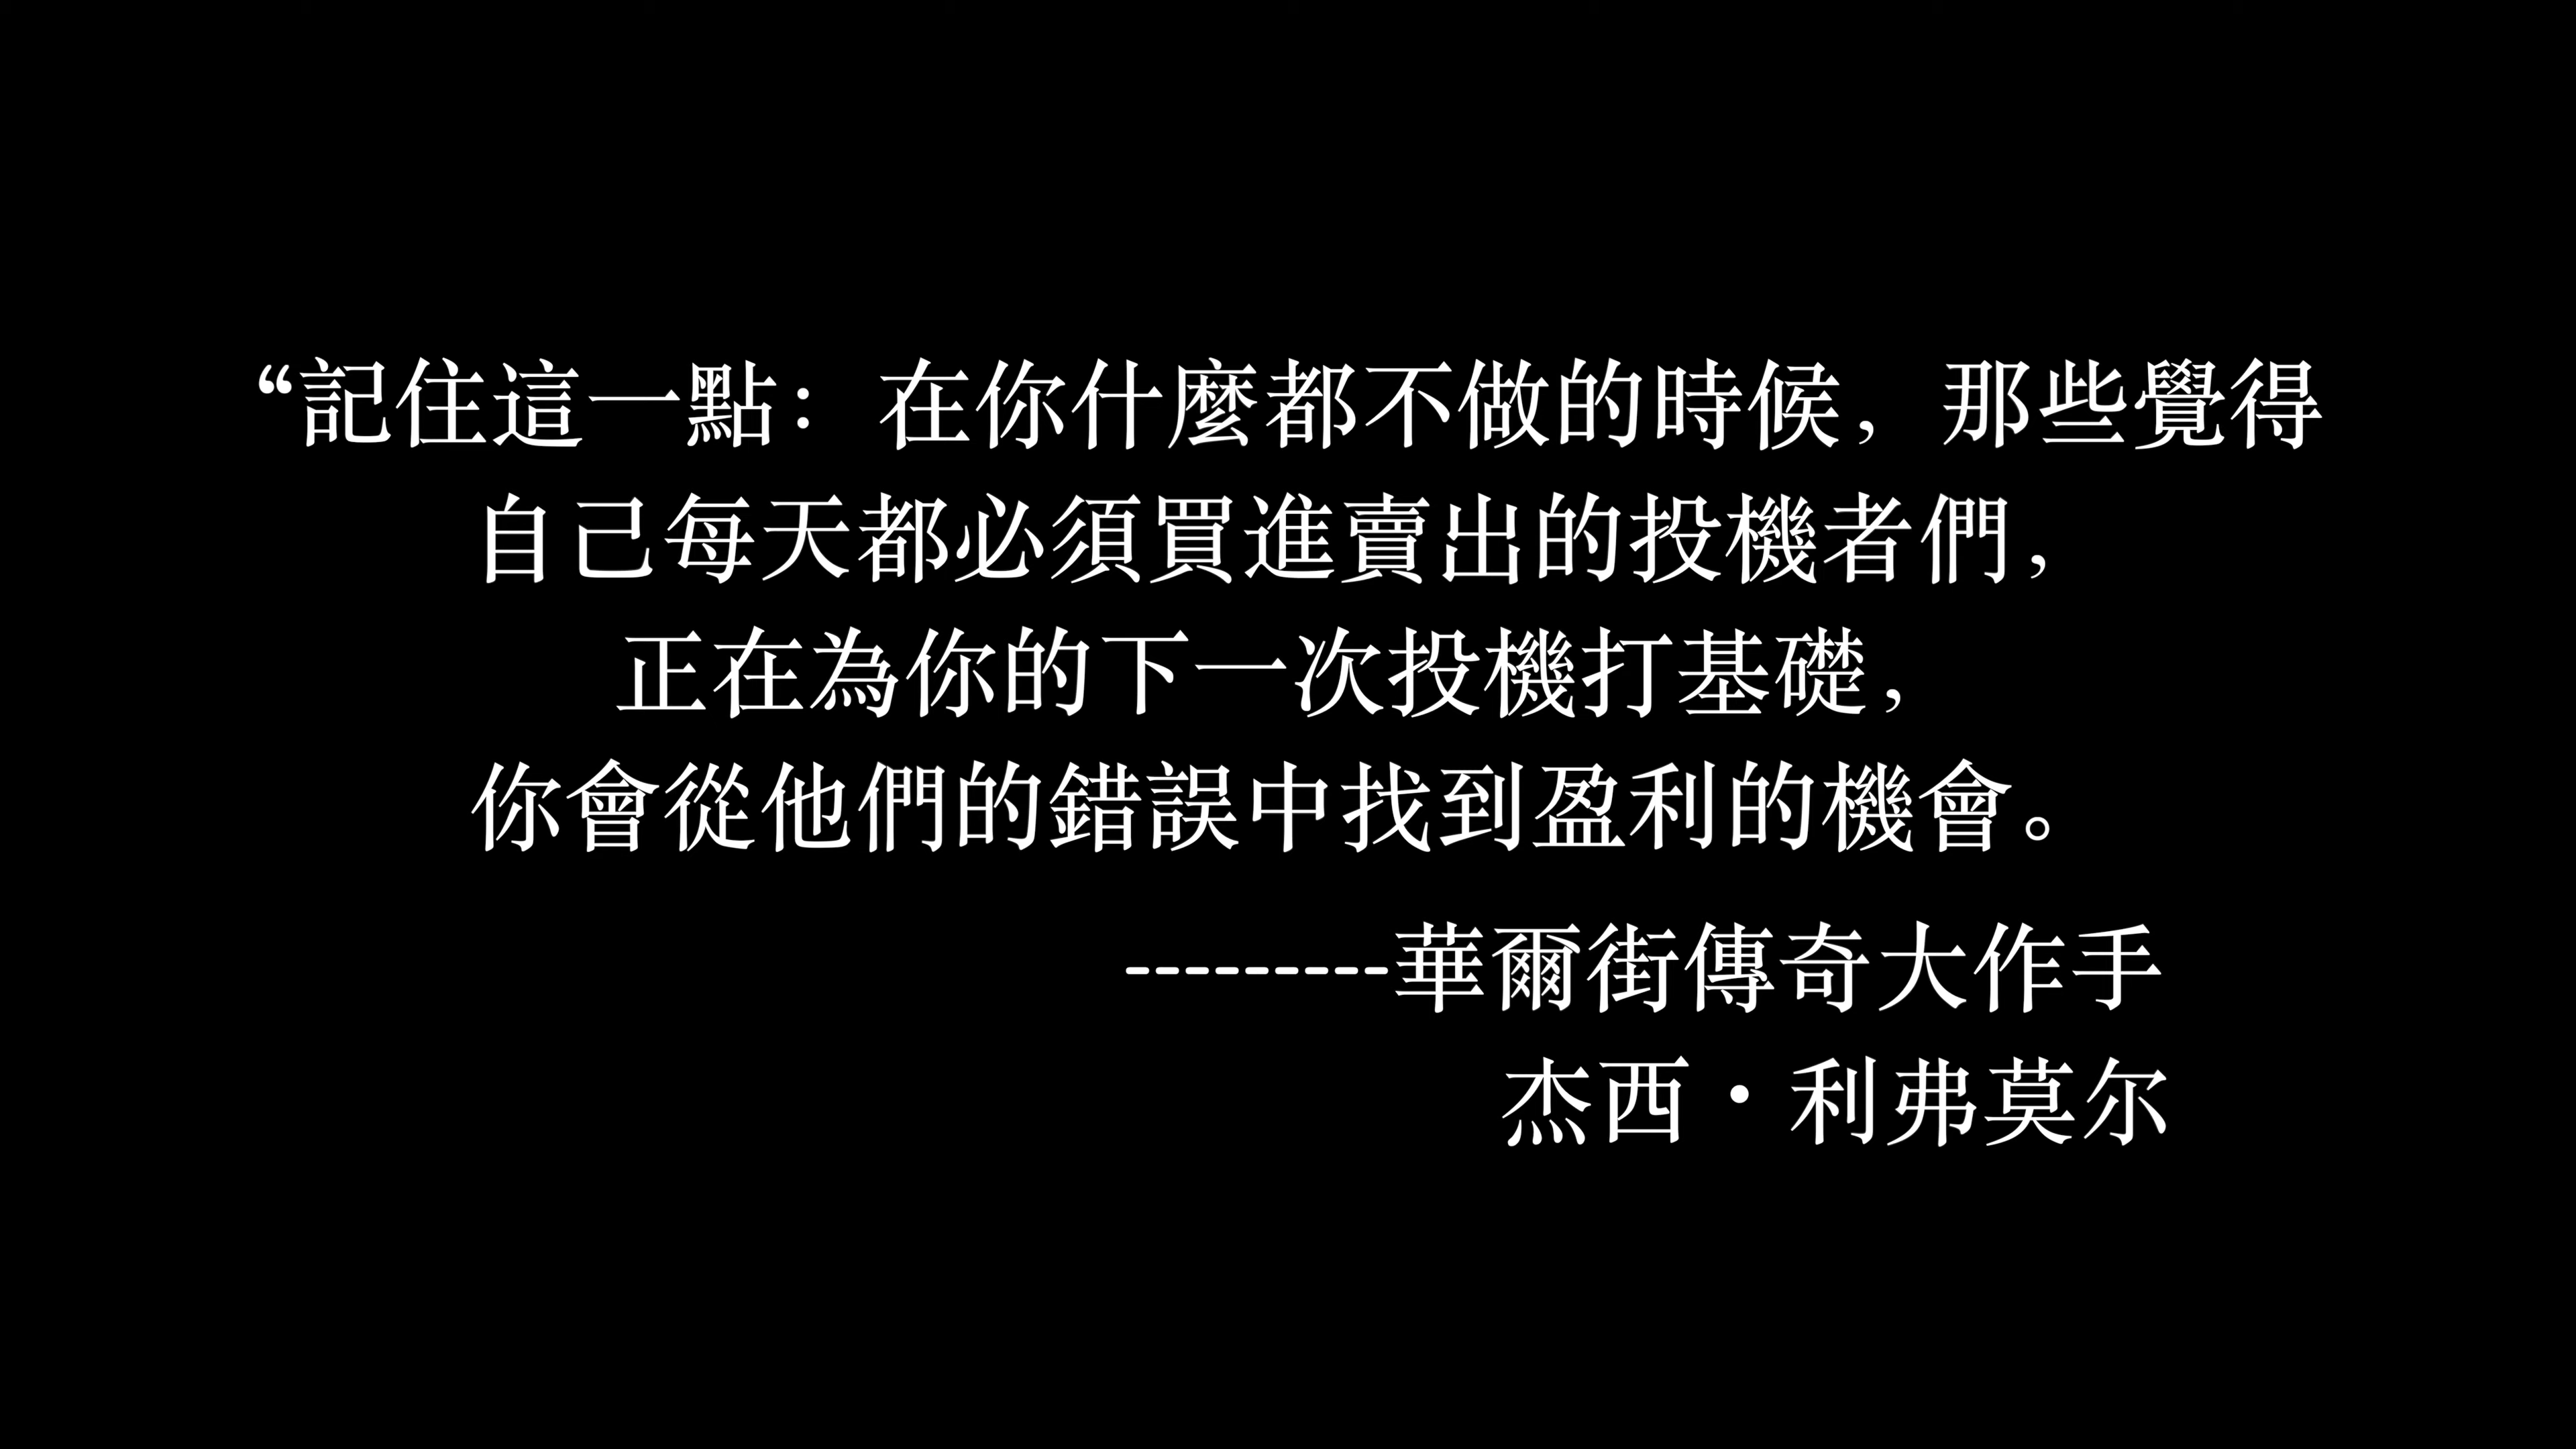 “記住這一點：在你什麼都不做的時候，那些覺得
自己每天都必須買進賣出的投機者們，
正在為你的下一次投機打基礎，
你會從他們的錯誤中找到盈利的機會。
---------華爾街傳奇大作手
杰西·利弗莫尔